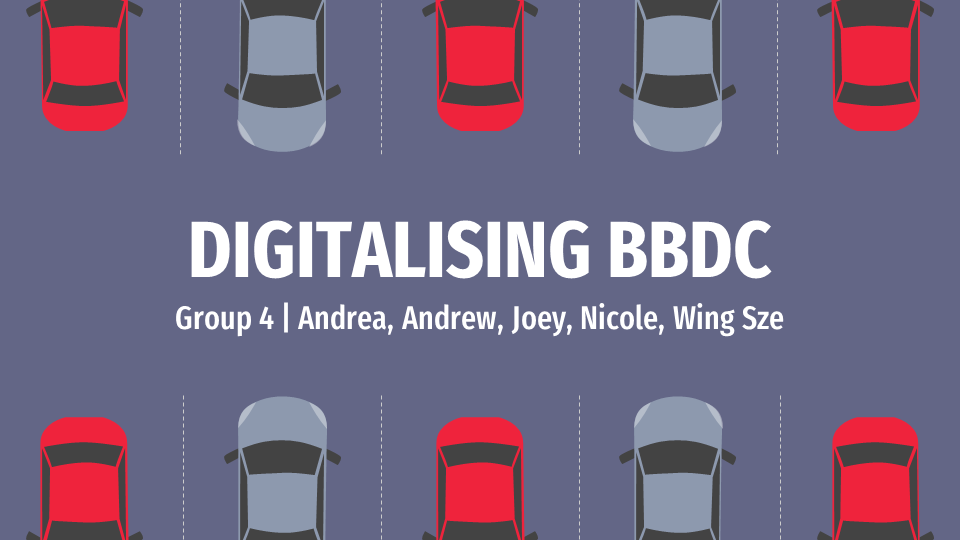 DIGITALISING BBDC
Group 4 | Andrea, Andrew, Joey, Nicole, Wing Sze